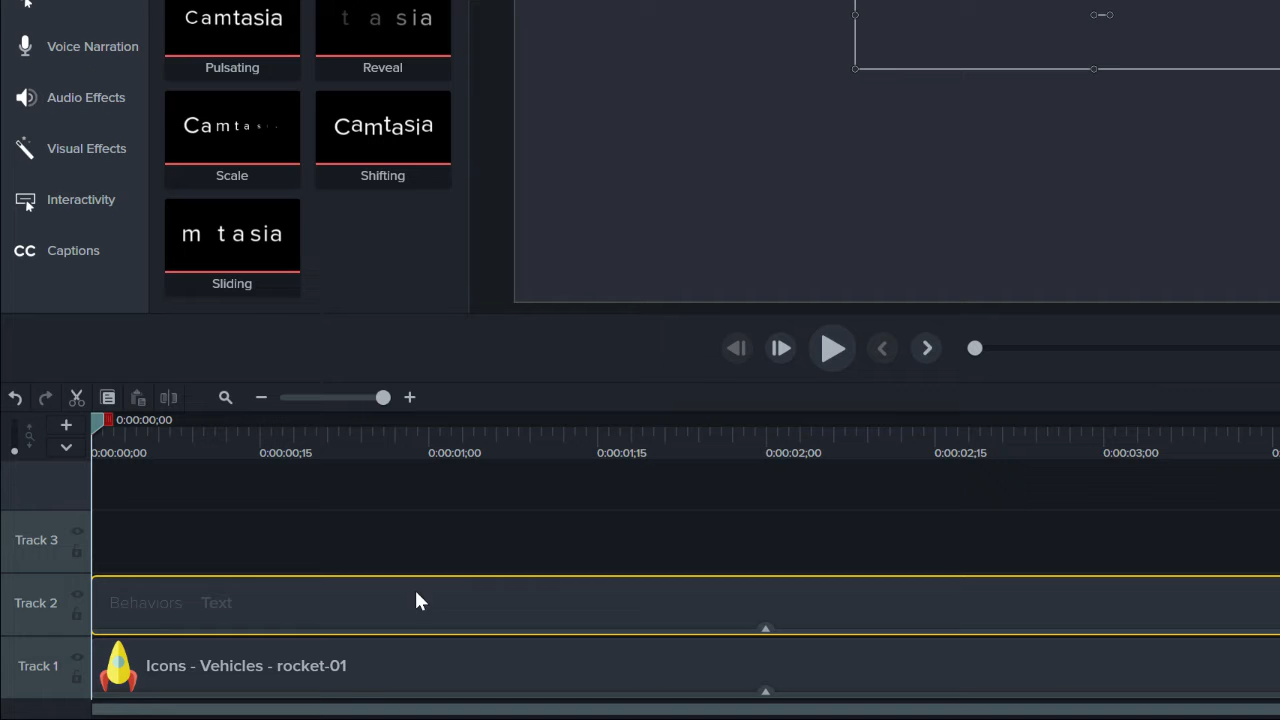 Camtasia
t a sia
Pulsating
Reveal
Voice Narration
Audio Effects
Camtasi
Camtasia
Visual Effects
Scale
Shifting
Interactivity
m t a sia
CC Captions
Sliding
0:00:00;00
0:00:00;00
0:00:00;15
0:00:01;00
0:00:01;15
0:00:02;00
0:00:02;15
0:00:03;00
Track 3
Track 2
Behaviors Text
Track 1
Icons - Vehicles - rocket-01